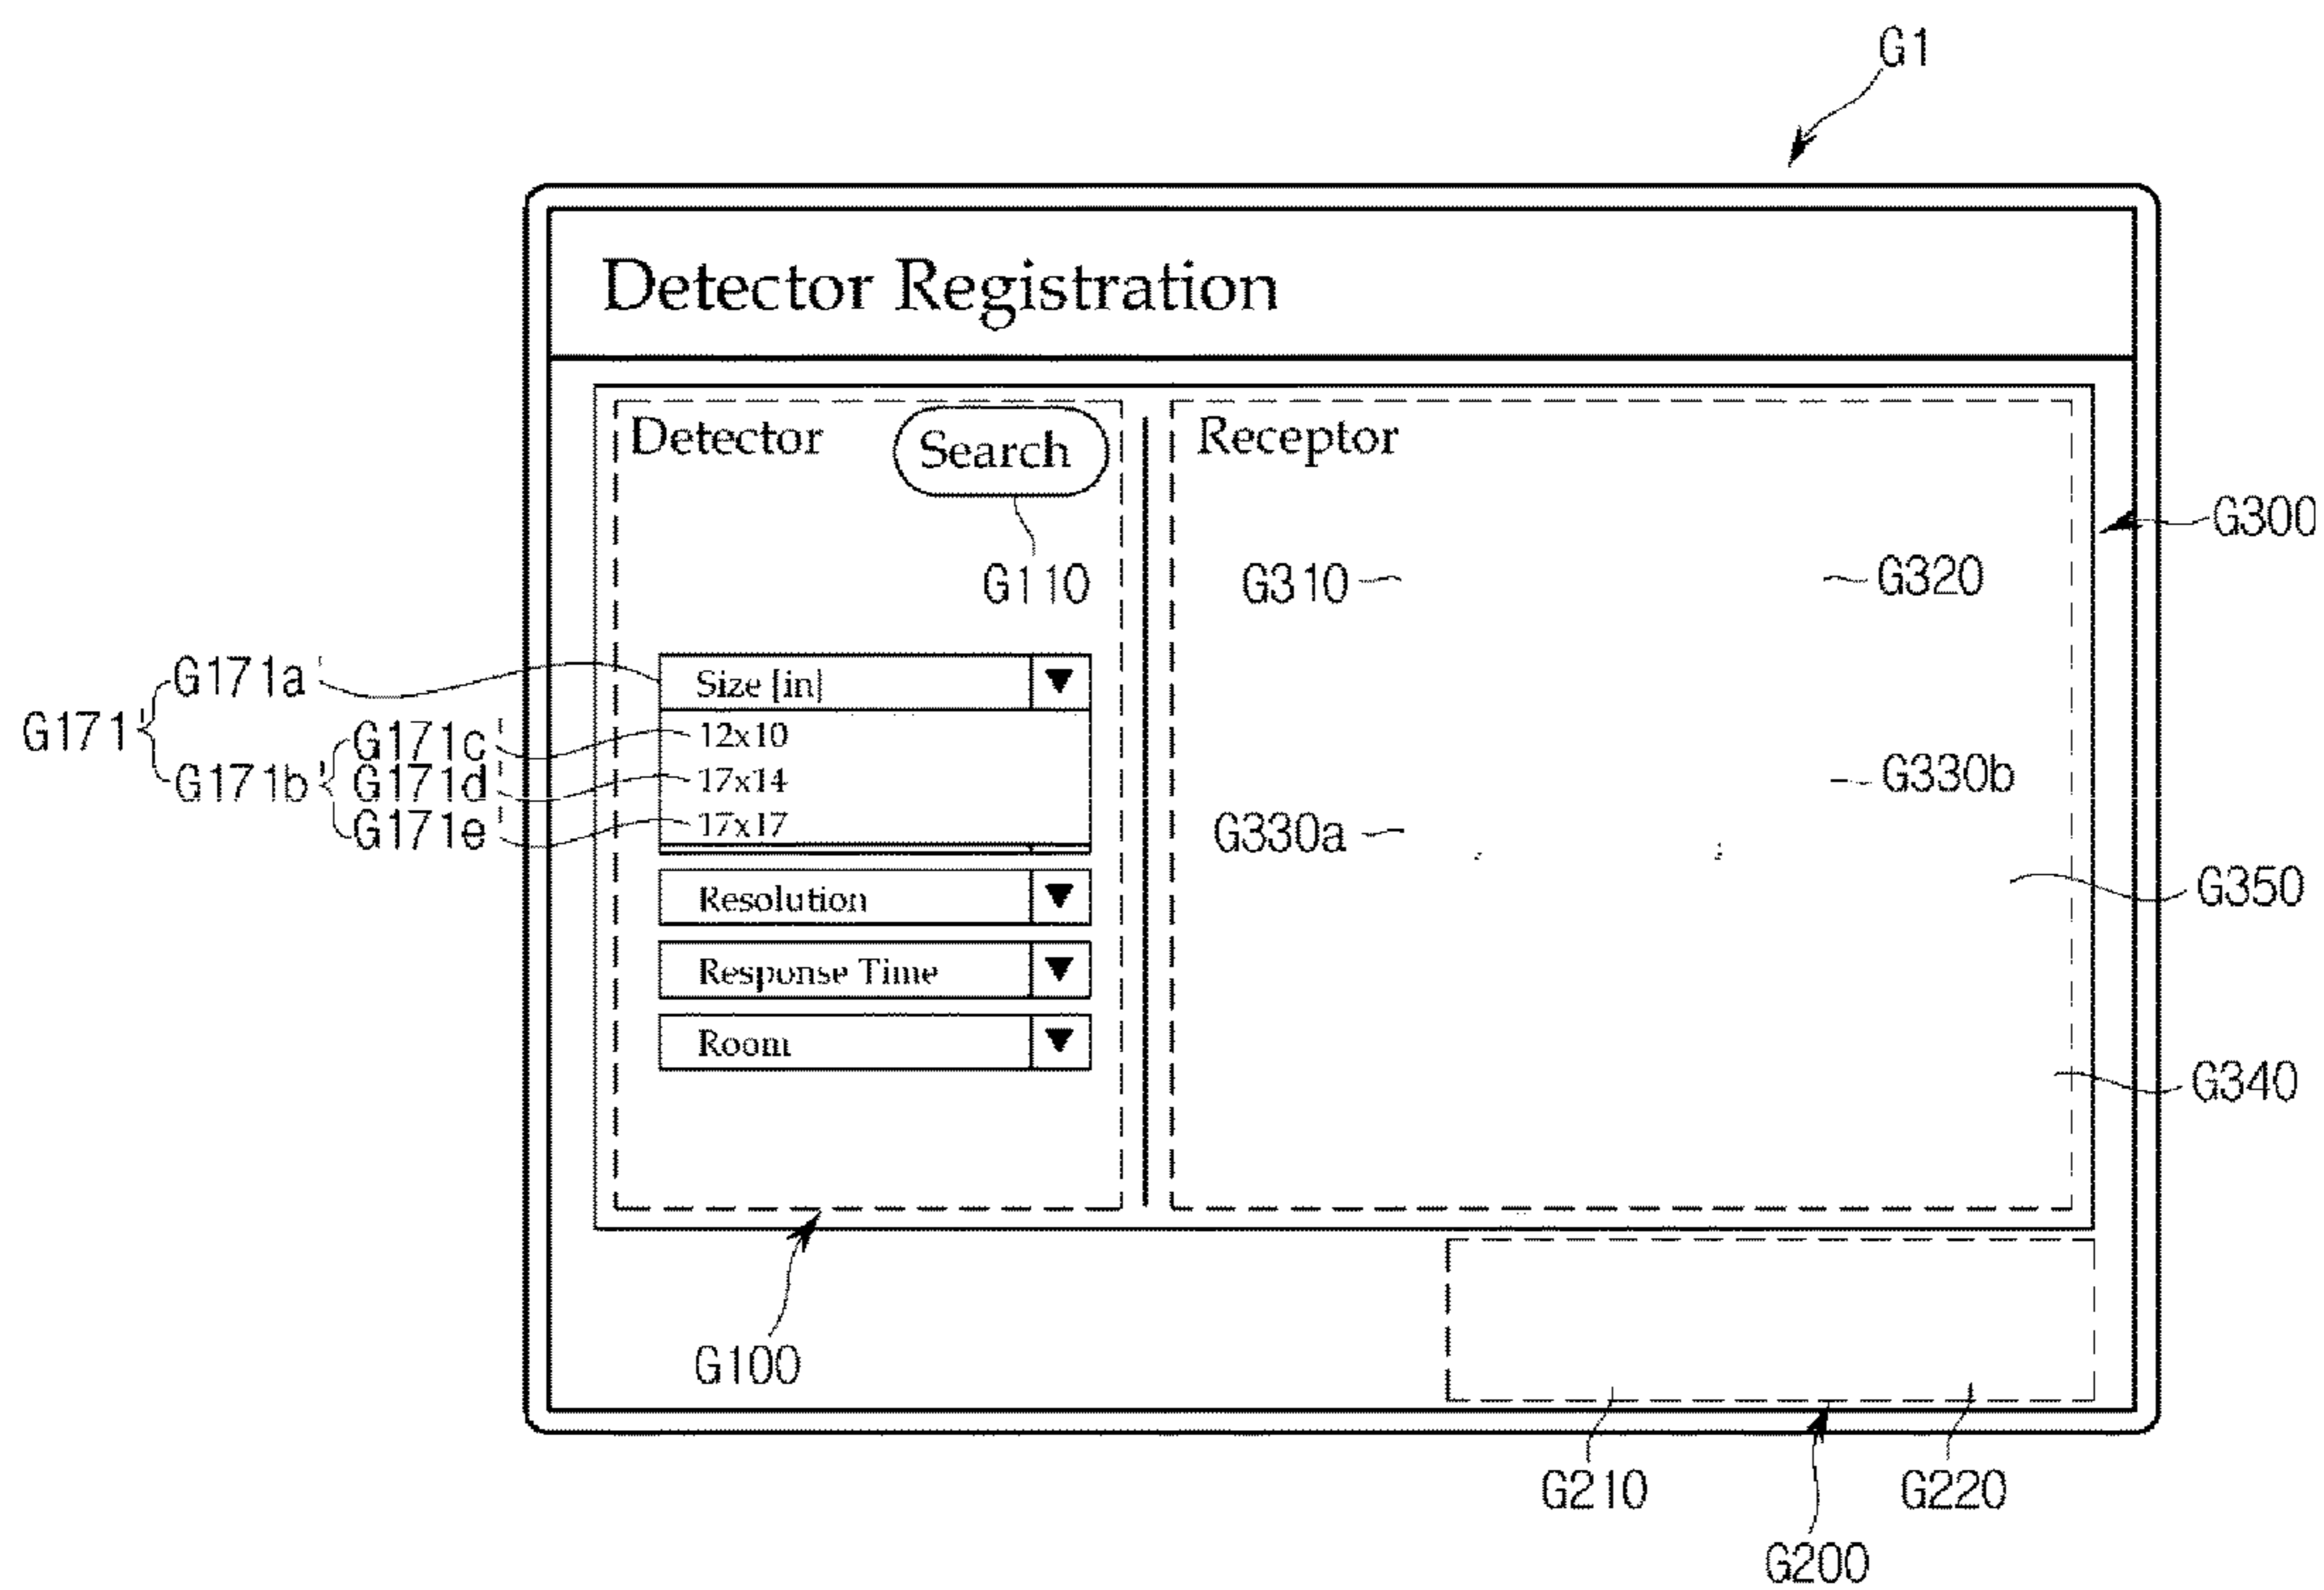 G1
Detector Registration
Detector
Search
Receptor
G300
G110
G310
G320
G171a'
Size [in]
G171'
G171c'
12x10
G171b'
G171d'
17x14
G330b
G171e'
17x17
G330a
Resolution
G350
Response Time
Room
G340
G100
G210
G220
G200